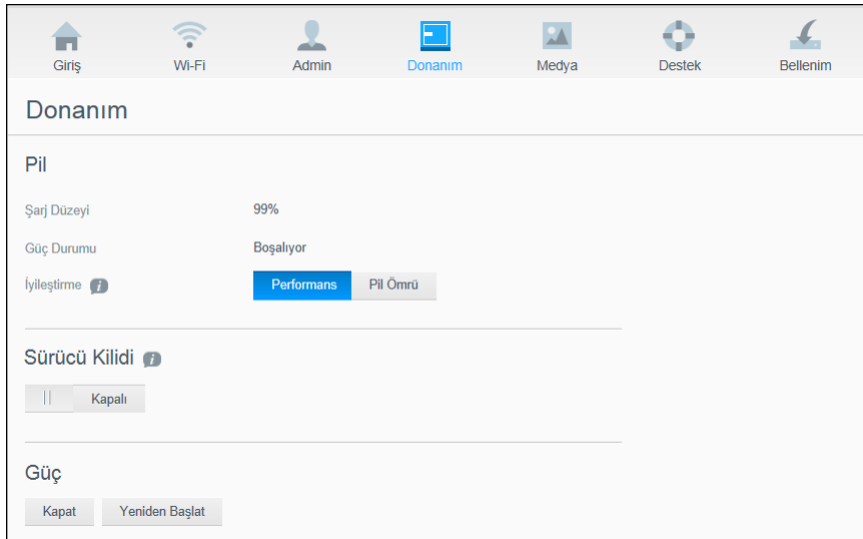 Giriş Wi-Fi Admin Donanım Medya Destek Bellenim
Donanım
Pil
Şarj Düzeyi 99%
Güç Durumu Boşalıyor
İyileştirme i Performans Pil Ömrü
Sürücü Kilidi i
Kapalı
Güç
Kapat Yeniden Başlat